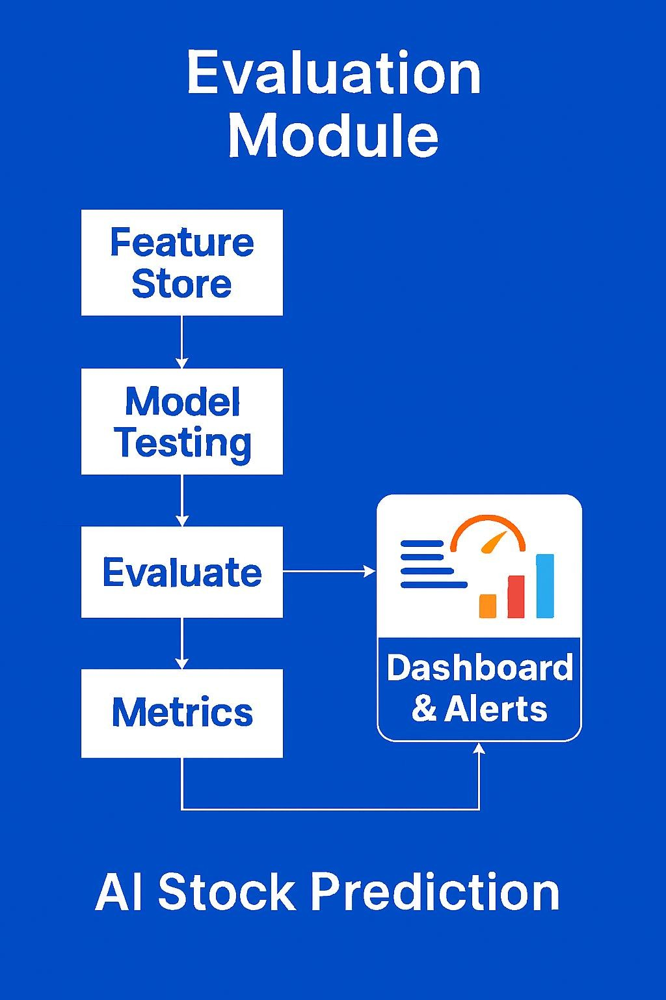 Evaluation
Module
Feature
Store
Model
Testing
Evaluate
Metrics
Dashboard
& Alerts
AI Stock Prediction